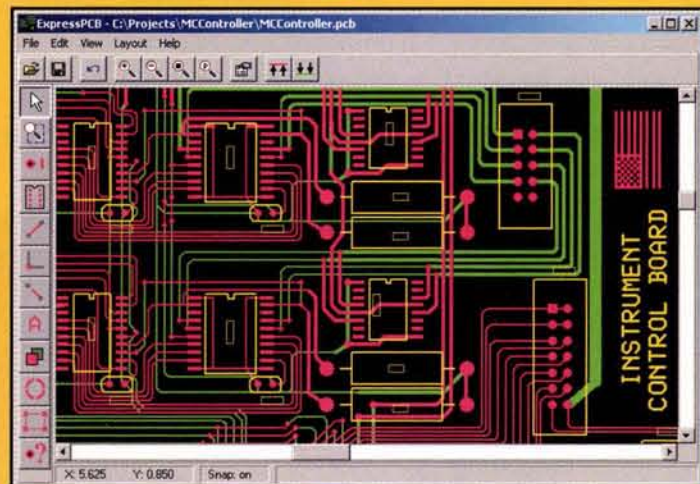 ExpressPCB - C:\Projects\MCController\MCController.pcb
File Edit View Layout Help
INSTRUMENT
CONTROL BOARD
X: 5.625 Y: 0.850 Snap: on